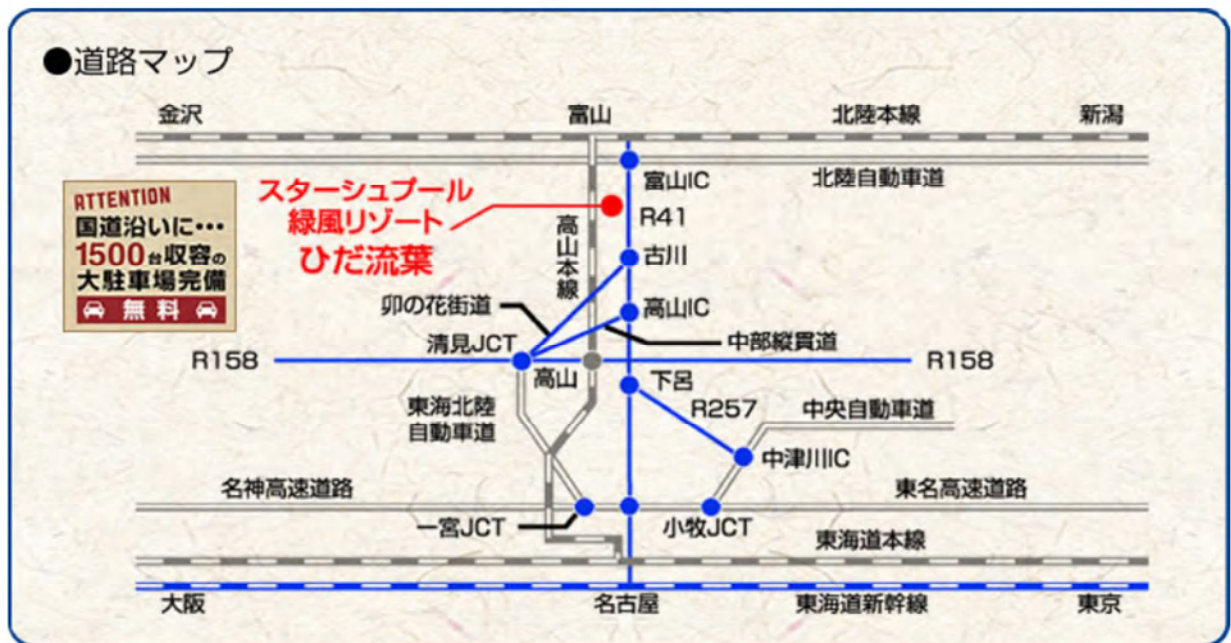 ●道路マップ
金沢
富山
北陸本線
新潟
北陸自動車道
富山IC
ATTENTION
国道沿いに･･･
1500台収容の
大駐車場完備
無料
スターシュプール
緑風リゾート
ひだ流葉
R41
高山本線
古川
卯の花街道
高山IC
清見JCT
中部縦貫道
R158
R158
高山
下呂
東海北陸
自動車道
R257
中央自動車道
中津川IC
名神高速道路
東名高速道路
一宮JCT
小牧JCT
東海道本線
大阪
名古屋
東海道新幹線
東京